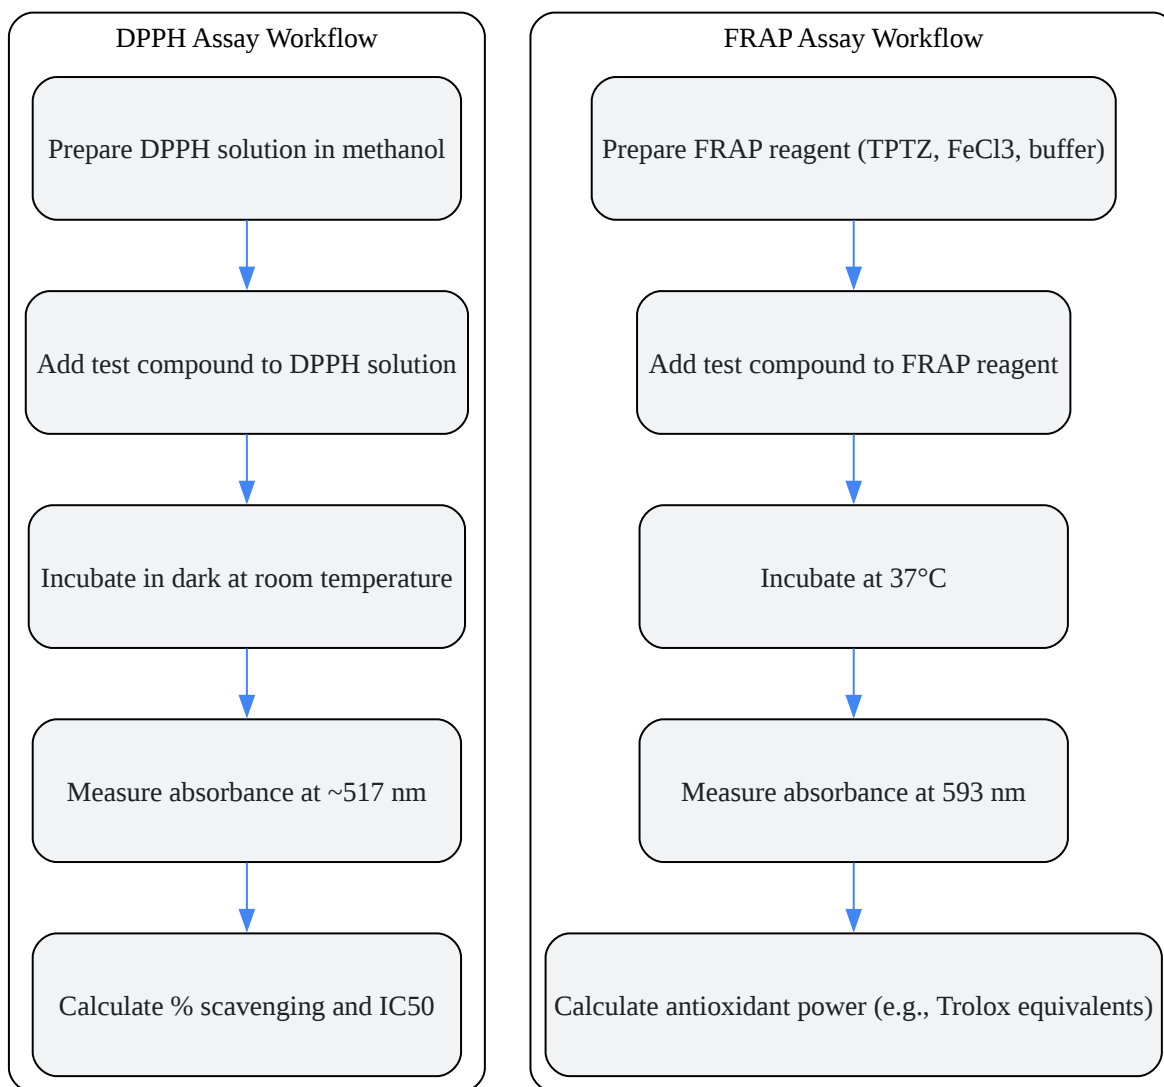 DPPH Assay Workflow
Prepare DPPH solution in methanol
Add test compound to DPPH solution
Incubate in dark at room temperature
Measure absorbance at ~517 nm
Calculate % scavenging and IC50
FRAP Assay Workflow
Prepare FRAP reagent (TPTZ, FeCl3, buffer)
Add test compound to FRAP reagent
Incubate at 37°C
Measure absorbance at 593 nm
Calculate antioxidant power (e.g., Trolox equivalents)